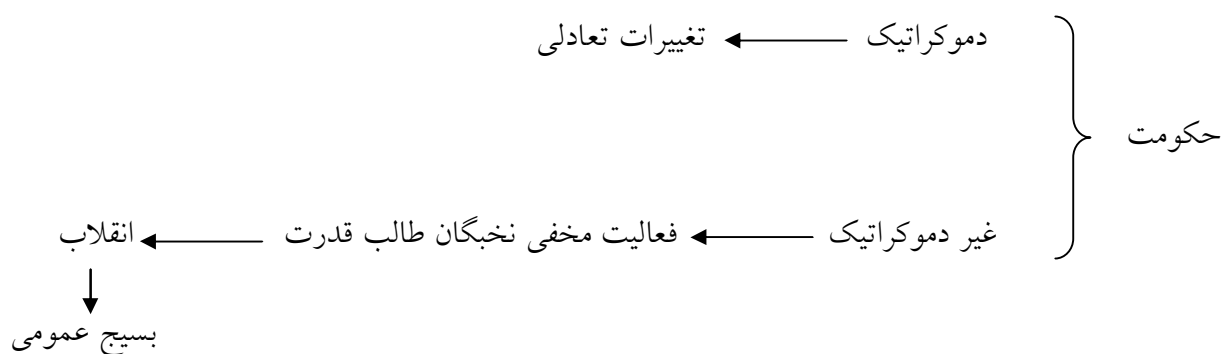 دموکراتیک تغییرات تعادلی
حکومت
غیر دموکراتیک فعالیت مخفی نخبگان طالب قدرت انقلاب
بسیج عمومی